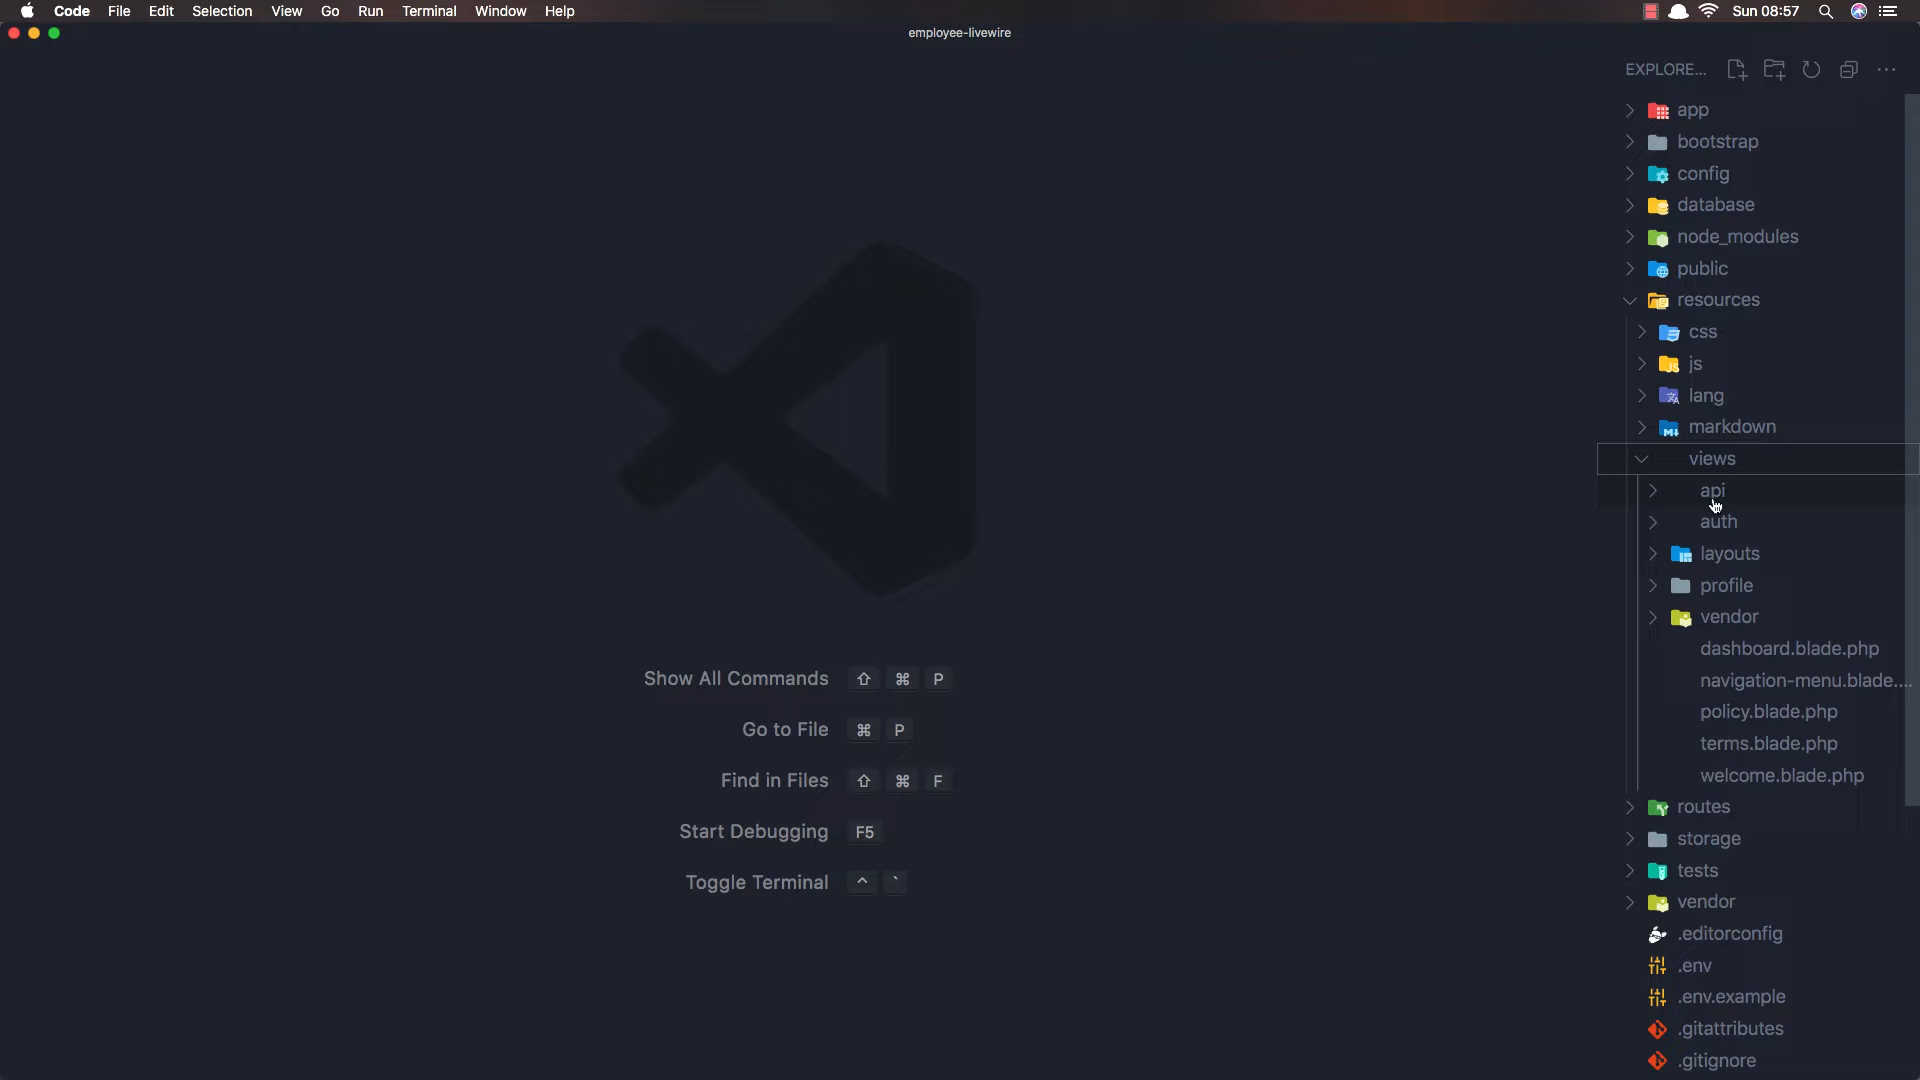 Code File Edit Selection View Go Run Terminal Window Help
Sun 08:57
employee-livewire
EXPLORE...
app
bootstrap
config
database
node_modules
public
resources
css
js
lang
markdown
views
api
auth
layouts
profile
vendor
dashboard.blade.php
navigation-menu.blade....
policy.blade.php
terms.blade.php
welcome.blade.php
routes
storage
tests
vendor
.editorconfig
.env
.env.example
.gitattributes
.gitignore
Show All Commands ⇧ ⌘ P
Go to File ⌘ P
Find in Files ⇧ ⌘ F
Start Debugging F5
Toggle Terminal ^ `